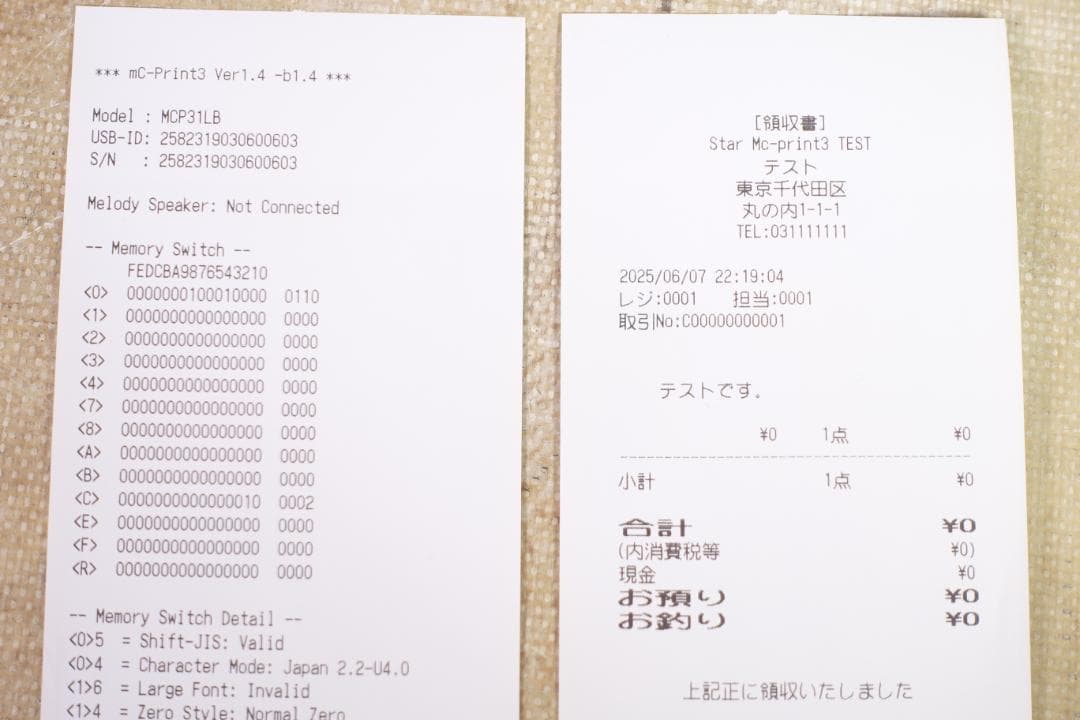 *** mC-Print3 Ver1.4 -b1.4 ***
Model : MCP31LB
USB-ID: 2582319030600603
S/N   : 2582319030600603
Melody Speaker: Not Connected
-- Memory Switch --
FEDCBA9876543210
<0> 0000000100010000 0110
<1> 0000000000000000 0000
<2> 0000000000000000 0000
<3> 0000000000000000 0000
<4> 0000000000000000 0000
<7> 0000000000000000 0000
<8> 0000000000000000 0000
<A> 0000000000000000 0000
<B> 0000000000000000 0000
<C> 0000000000000010 0002
<E> 0000000000000000 0000
<F> 0000000000000000 0000
<R> 0000000000000000 0000
-- Memory Switch Detail --
<0>5 = Shift-JIS: Valid
<0>4 = Character Mode: Japan 2.2-U4.0
<1>6 = Large Font: Invalid
<1>4 = Zero Style: Normal Zero
[領収書]
Star Mc-print3 TEST
テスト
東京千代田区
丸の内1-1-1
TEL:031111111
2025/06/07 22:19:04
レジ:0001 担当:0001
取引No:C00000000001
テストです。
¥0 1点 ¥0
小計 1点 ¥0
合計 ¥0
(内消費税等 ¥0)
現金 ¥0
お預り ¥0
お釣り ¥0
上記正に領収いたしました